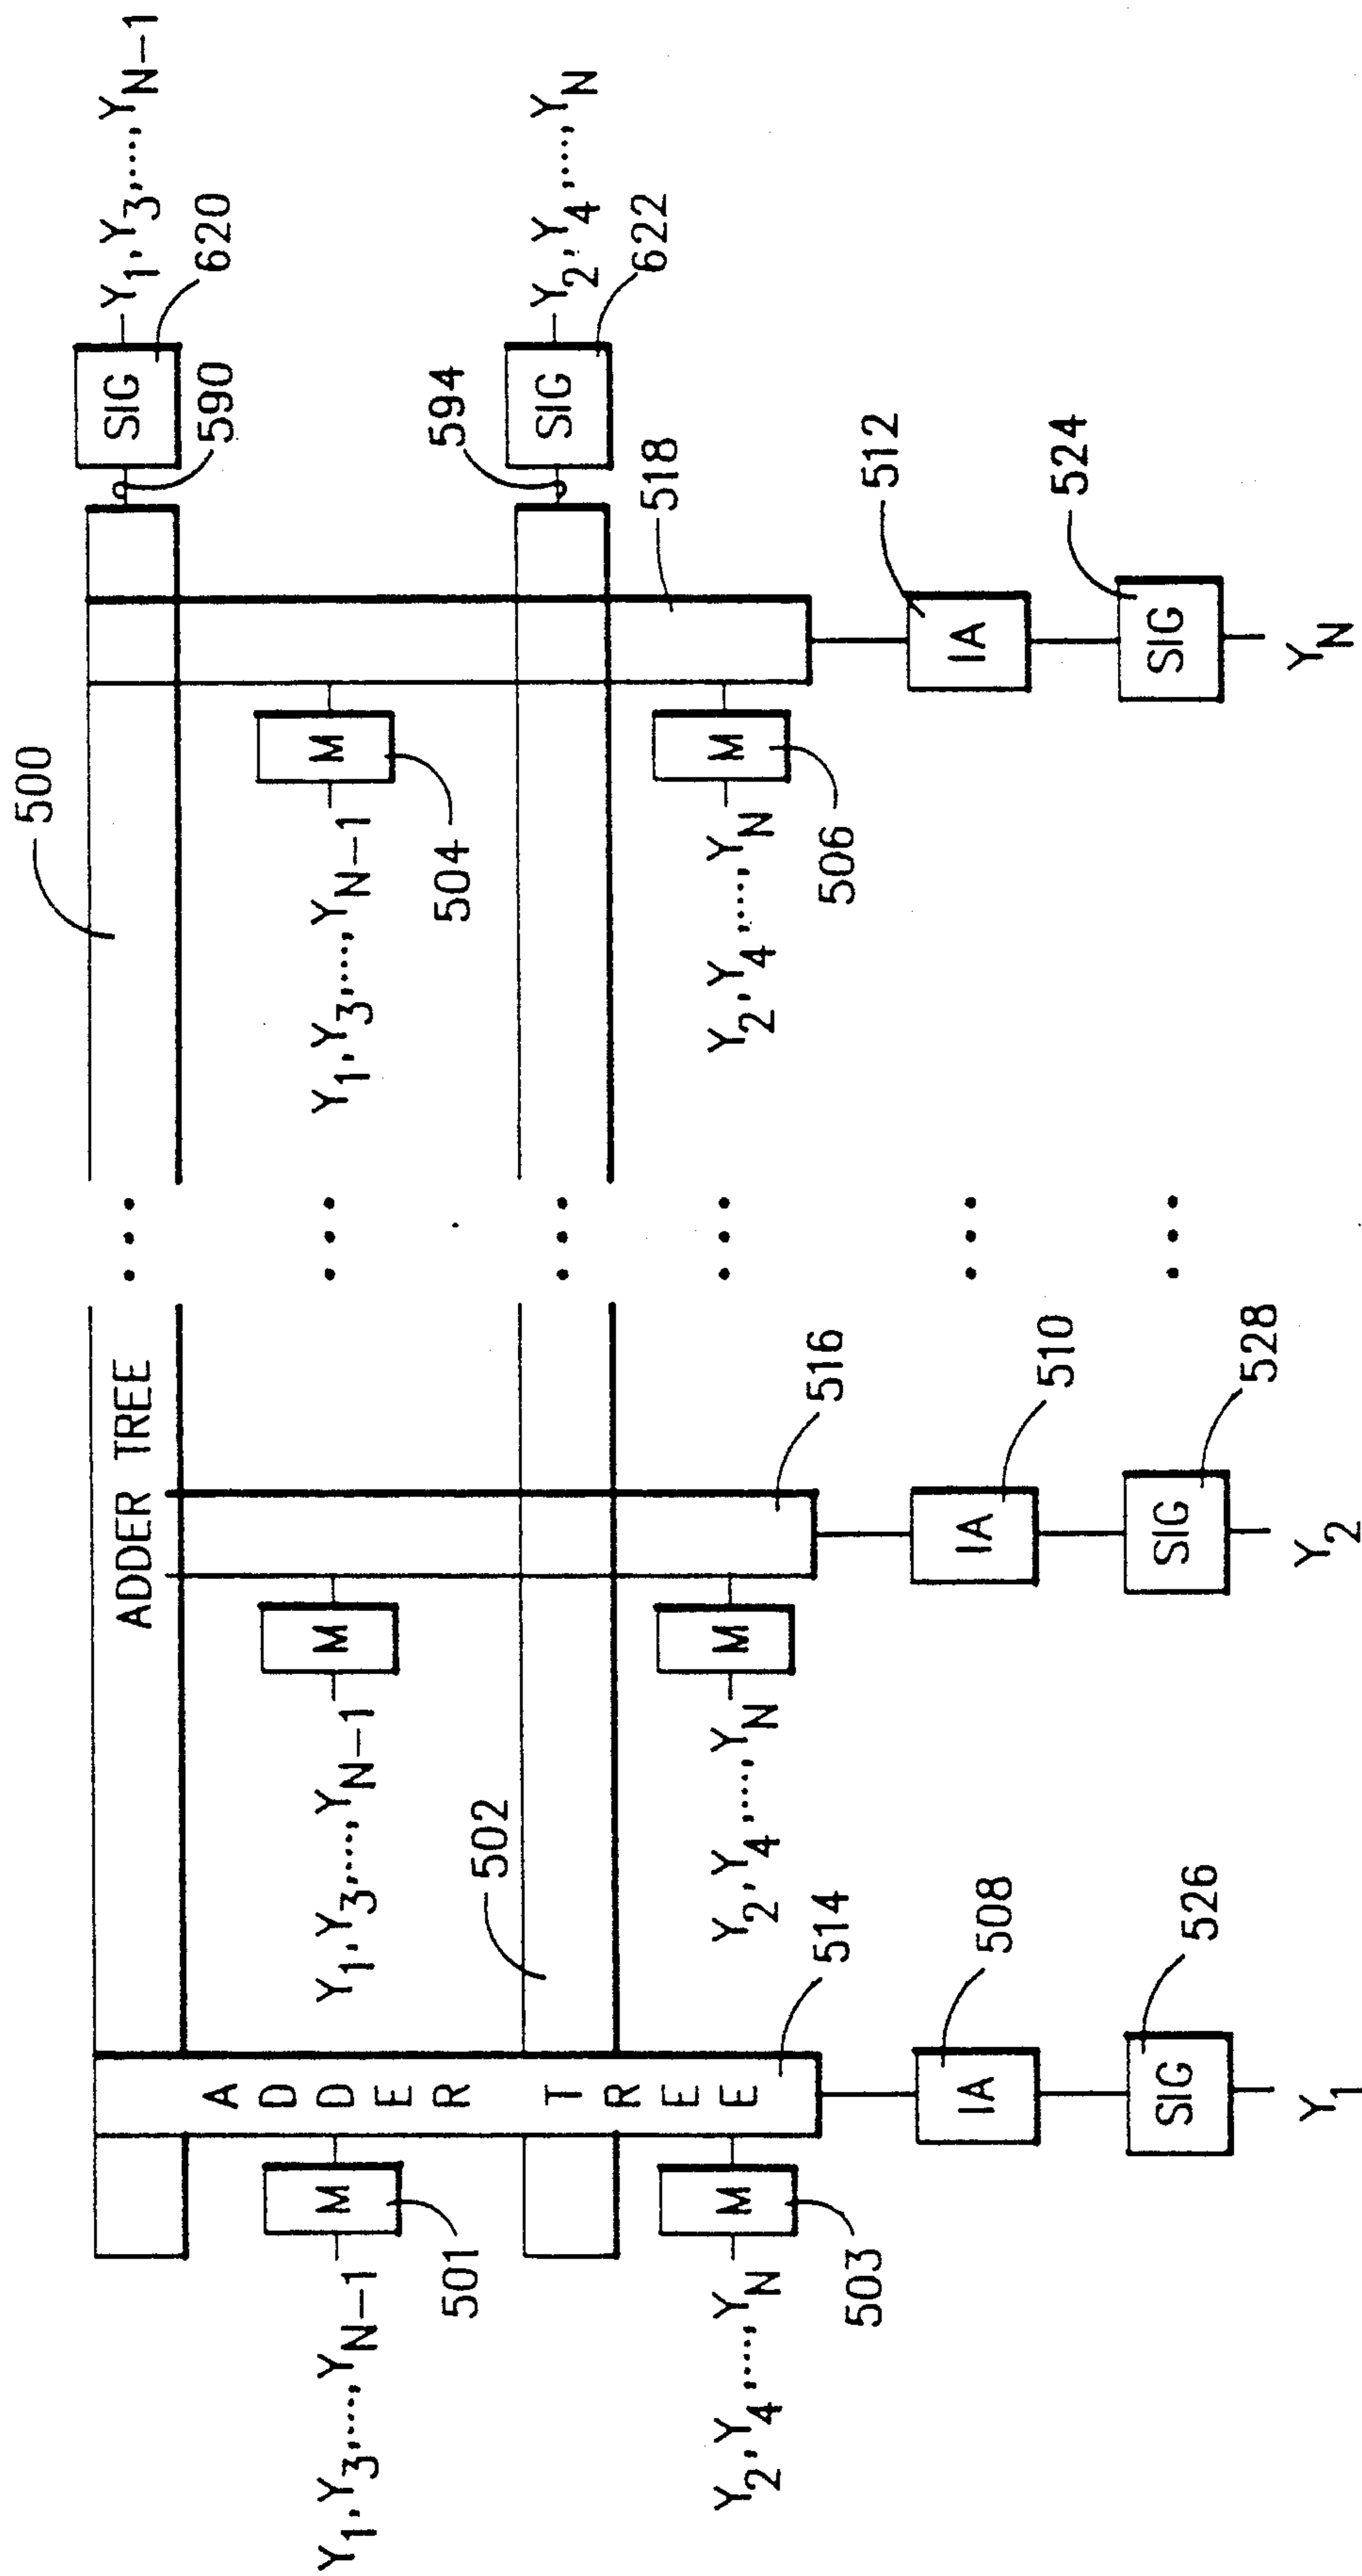 500
ADDER TREE
SIG
Y1,Y3,....,YN-1
590
620
Y1,Y3,....,YN-1
M
501
Y1,Y3,....,YN-1
M
Y1,Y3,....,YN-1
M
504
502
594
SIG
Y2,Y4,....,YN
622
ADDER TREE
Y2,Y4,....,YN
M
503
514
Y2,Y4,....,YN
M
516
Y2,Y4,....,YN
M
506
518
IA
508
IA
510
IA
512
SIG
526
SIG
528
SIG
524
Y1
Y2
YN